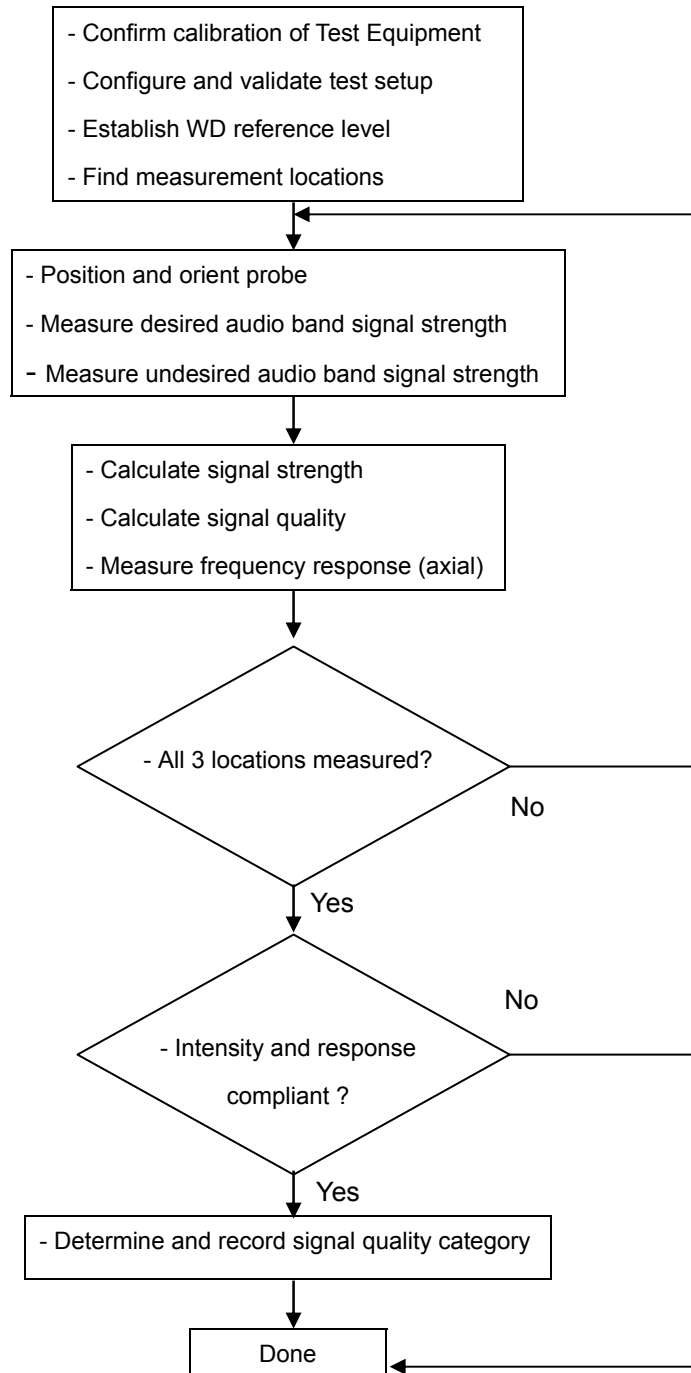 - Confirm calibration of Test Equipment
- Configure and validate test setup
- Establish WD reference level
- Find measurement locations
- Position and orient probe
- Measure desired audio band signal strength
- Measure undesired audio band signal strength
- Calculate signal strength
- Calculate signal quality
- Measure frequency response (axial)
- All 3 locations measured?
No
Yes
No
- Intensity and response
compliant ?
Yes
- Determine and record signal quality category
Done